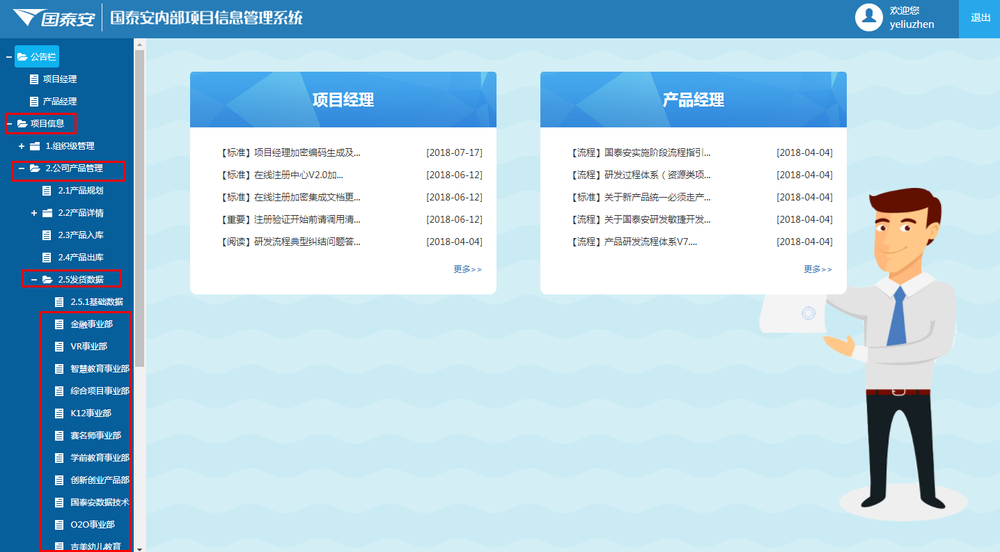 国泰安 国泰安内部项目信息管理系统
欢迎您
yeliuzhen
退出
公告栏
项目经理
产品经理
项目信息
1.组织级管理
2.公司产品管理
2.1产品规划
2.2产品详情
2.3产品入库
2.4产品出库
2.5发货数据
2.5.1基础数据
金融事业部
VR事业部
智慧教育事业部
综合项目事业部
K12事业部
赛名师事业部
学前教育事业部
创新创业产品部
国泰安数据技术
O2O事业部
吉美幼儿教育
项目经理
【标准】项目经理加密编码生成及... [2018-07-17]
【标准】在线注册中心V2.0加... [2018-06-12]
【标准】在线注册加密集成文档更... [2018-06-12]
【重要】注册验证开始前请调用清... [2018-06-12]
【阅读】研发流程典型纠结问题答... [2018-04-04]
更多>>
产品经理
【流程】国泰安实施阶段流程指引... [2018-04-04]
【流程】研发过程体系（资源类项... [2018-04-04]
【标准】关于新产品统一必须走产... [2018-04-04]
【流程】关于国泰安研发敏捷开发... [2018-04-04]
【流程】产品研发流程体系V7.... [2018-04-04]
更多>>